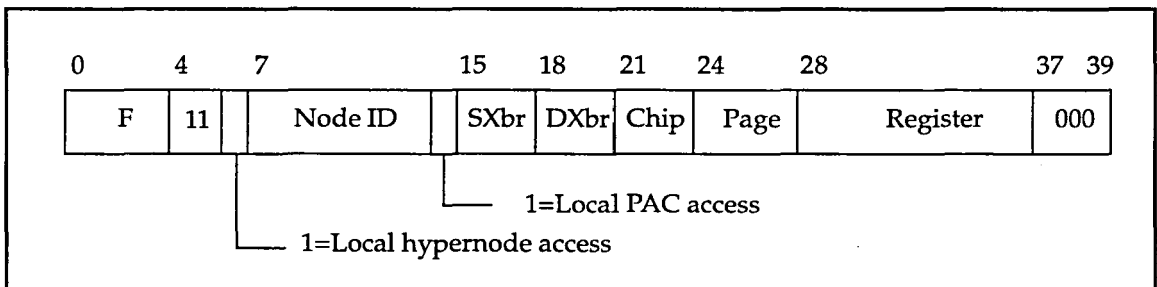 0 4 7 15 18 21 24 28 37 39
F 11 Node ID SXbr DXbr Chip Page Register 000
1=Local PAC access
1=Local hypernode access